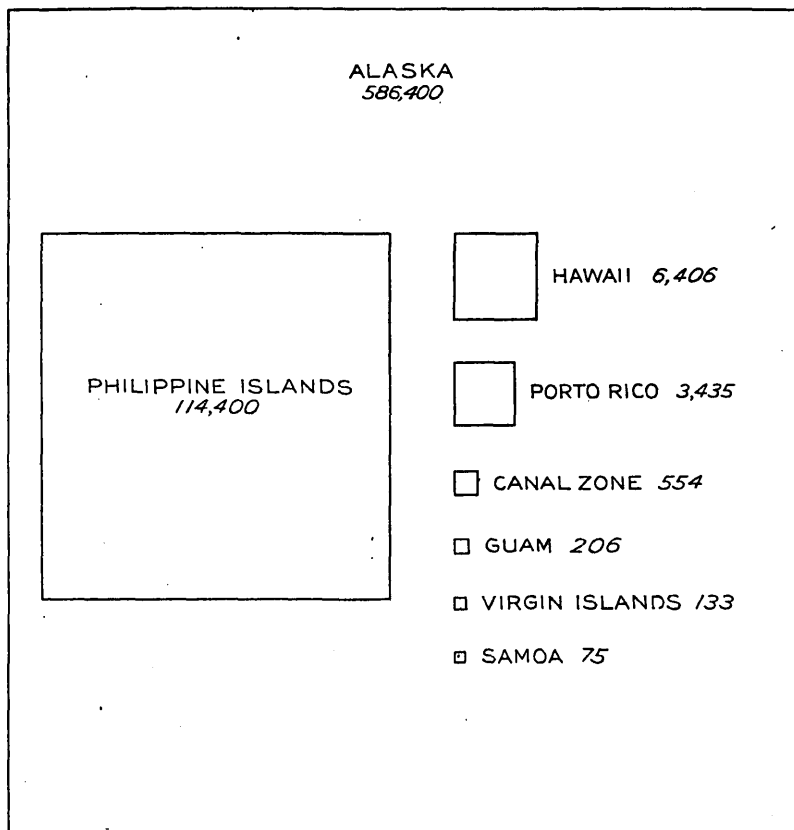 ALASKA
586,400
PHILIPPINE ISLANDS
114,400
HAWAII 6,406
PORTO RICO 3,435
CANAL ZONE 554
GUAM 206
VIRGIN ISLANDS 133
SAMOA 75